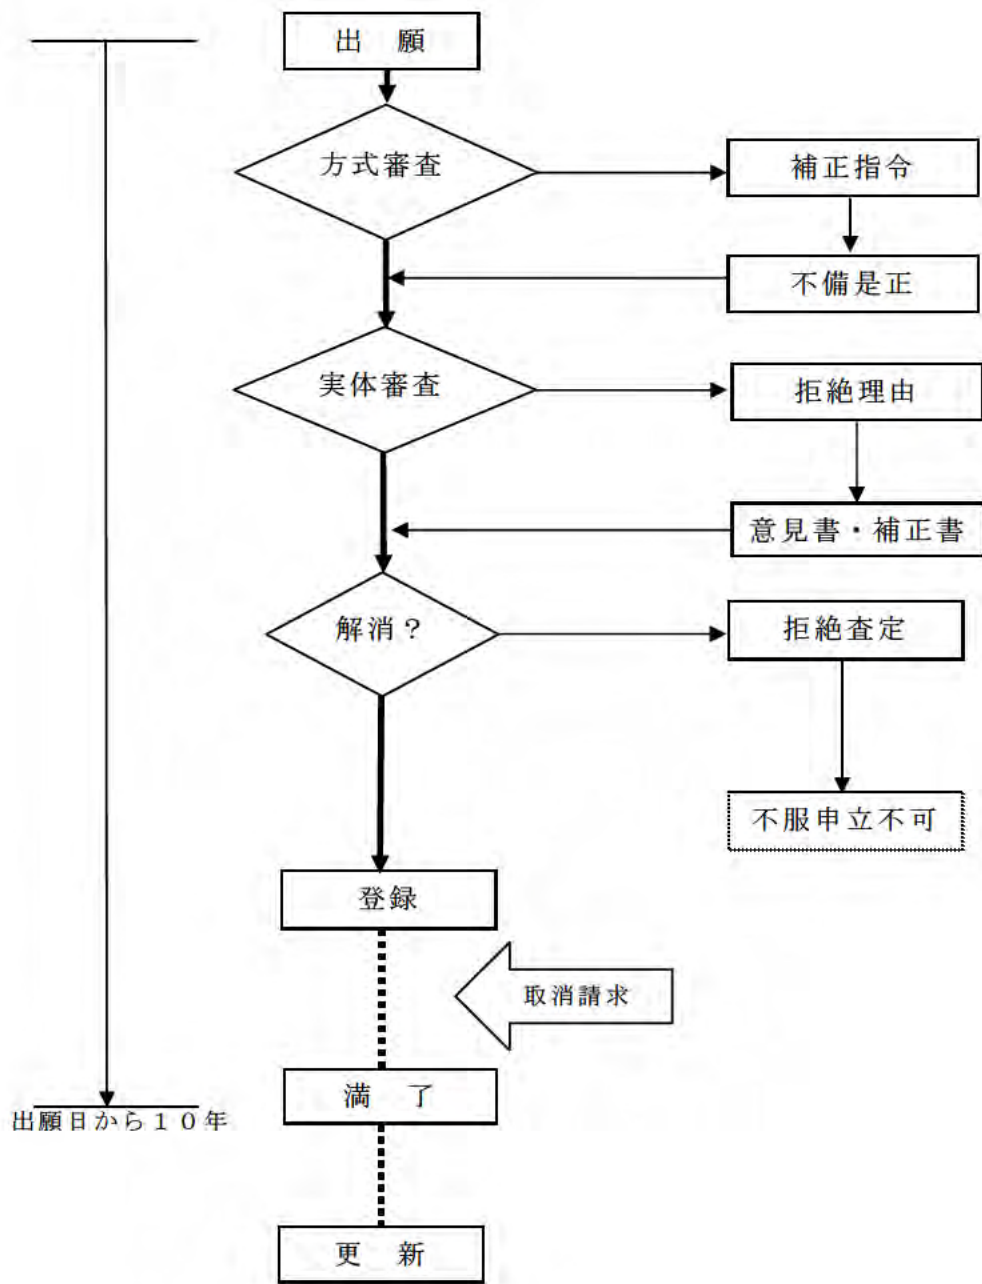 出　願
方式審査
補正指令
不備是正
実体審査
拒絶理由
意見書・補正書
解消？
拒絶査定
不服申立不可
登録
取消請求
満　了
出願日から１０年
更　新